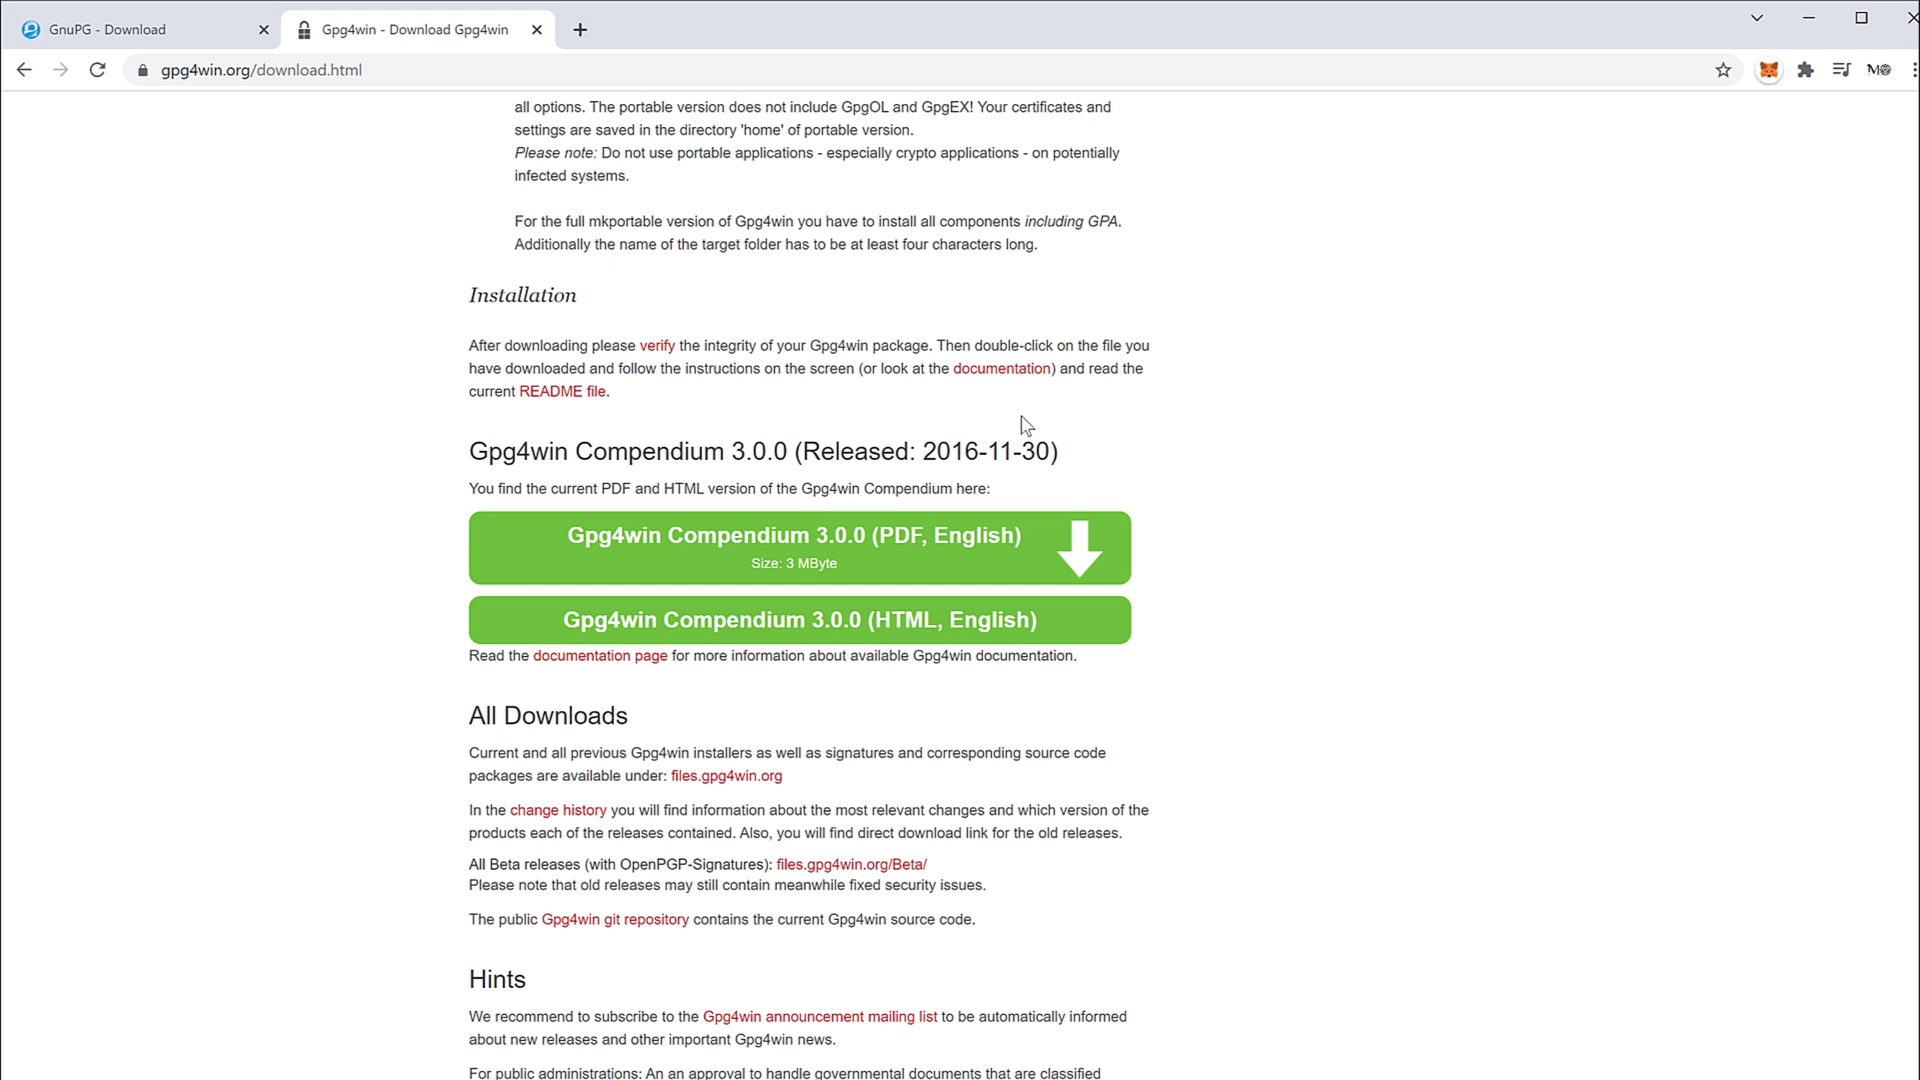 GnuPG - Download
Gpg4win - Download Gpg4win
gpg4win.org/download.html
all options. The portable version does not include GpgOL and GpgEX! Your certificates and
settings are saved in the directory 'home' of portable version.
Please note: Do not use portable applications - especially crypto applications - on potentially
infected systems.
For the full mkportable version of Gpg4win you have to install all components including GPA.
Additionally the name of the target folder has to be at least four characters long.
Installation
After downloading please verify the integrity of your Gpg4win package. Then double-click on the file you
have downloaded and follow the instructions on the screen (or look at the documentation) and read the
current README file.
Gpg4win Compendium 3.0.0 (Released: 2016-11-30)
You find the current PDF and HTML version of the Gpg4win Compendium here:
Gpg4win Compendium 3.0.0 (PDF, English)
Size: 3 MByte
Gpg4win Compendium 3.0.0 (HTML, English)
Read the documentation page for more information about available Gpg4win documentation.
All Downloads
Current and all previous Gpg4win installers as well as signatures and corresponding source code
packages are available under: files.gpg4win.org
In the change history you will find information about the most relevant changes and which version of the
products each of the releases contained. Also, you will find direct download link for the old releases.
All Beta releases (with OpenPGP-Signatures): files.gpg4win.org/Beta/
Please note that old releases may still contain meanwhile fixed security issues.
The public Gpg4win git repository contains the current Gpg4win source code.
Hints
We recommend to subscribe to the Gpg4win announcement mailing list to be automatically informed
about new releases and other important Gpg4win news.
For public administrations: An an approval to handle governmental documents that are classified